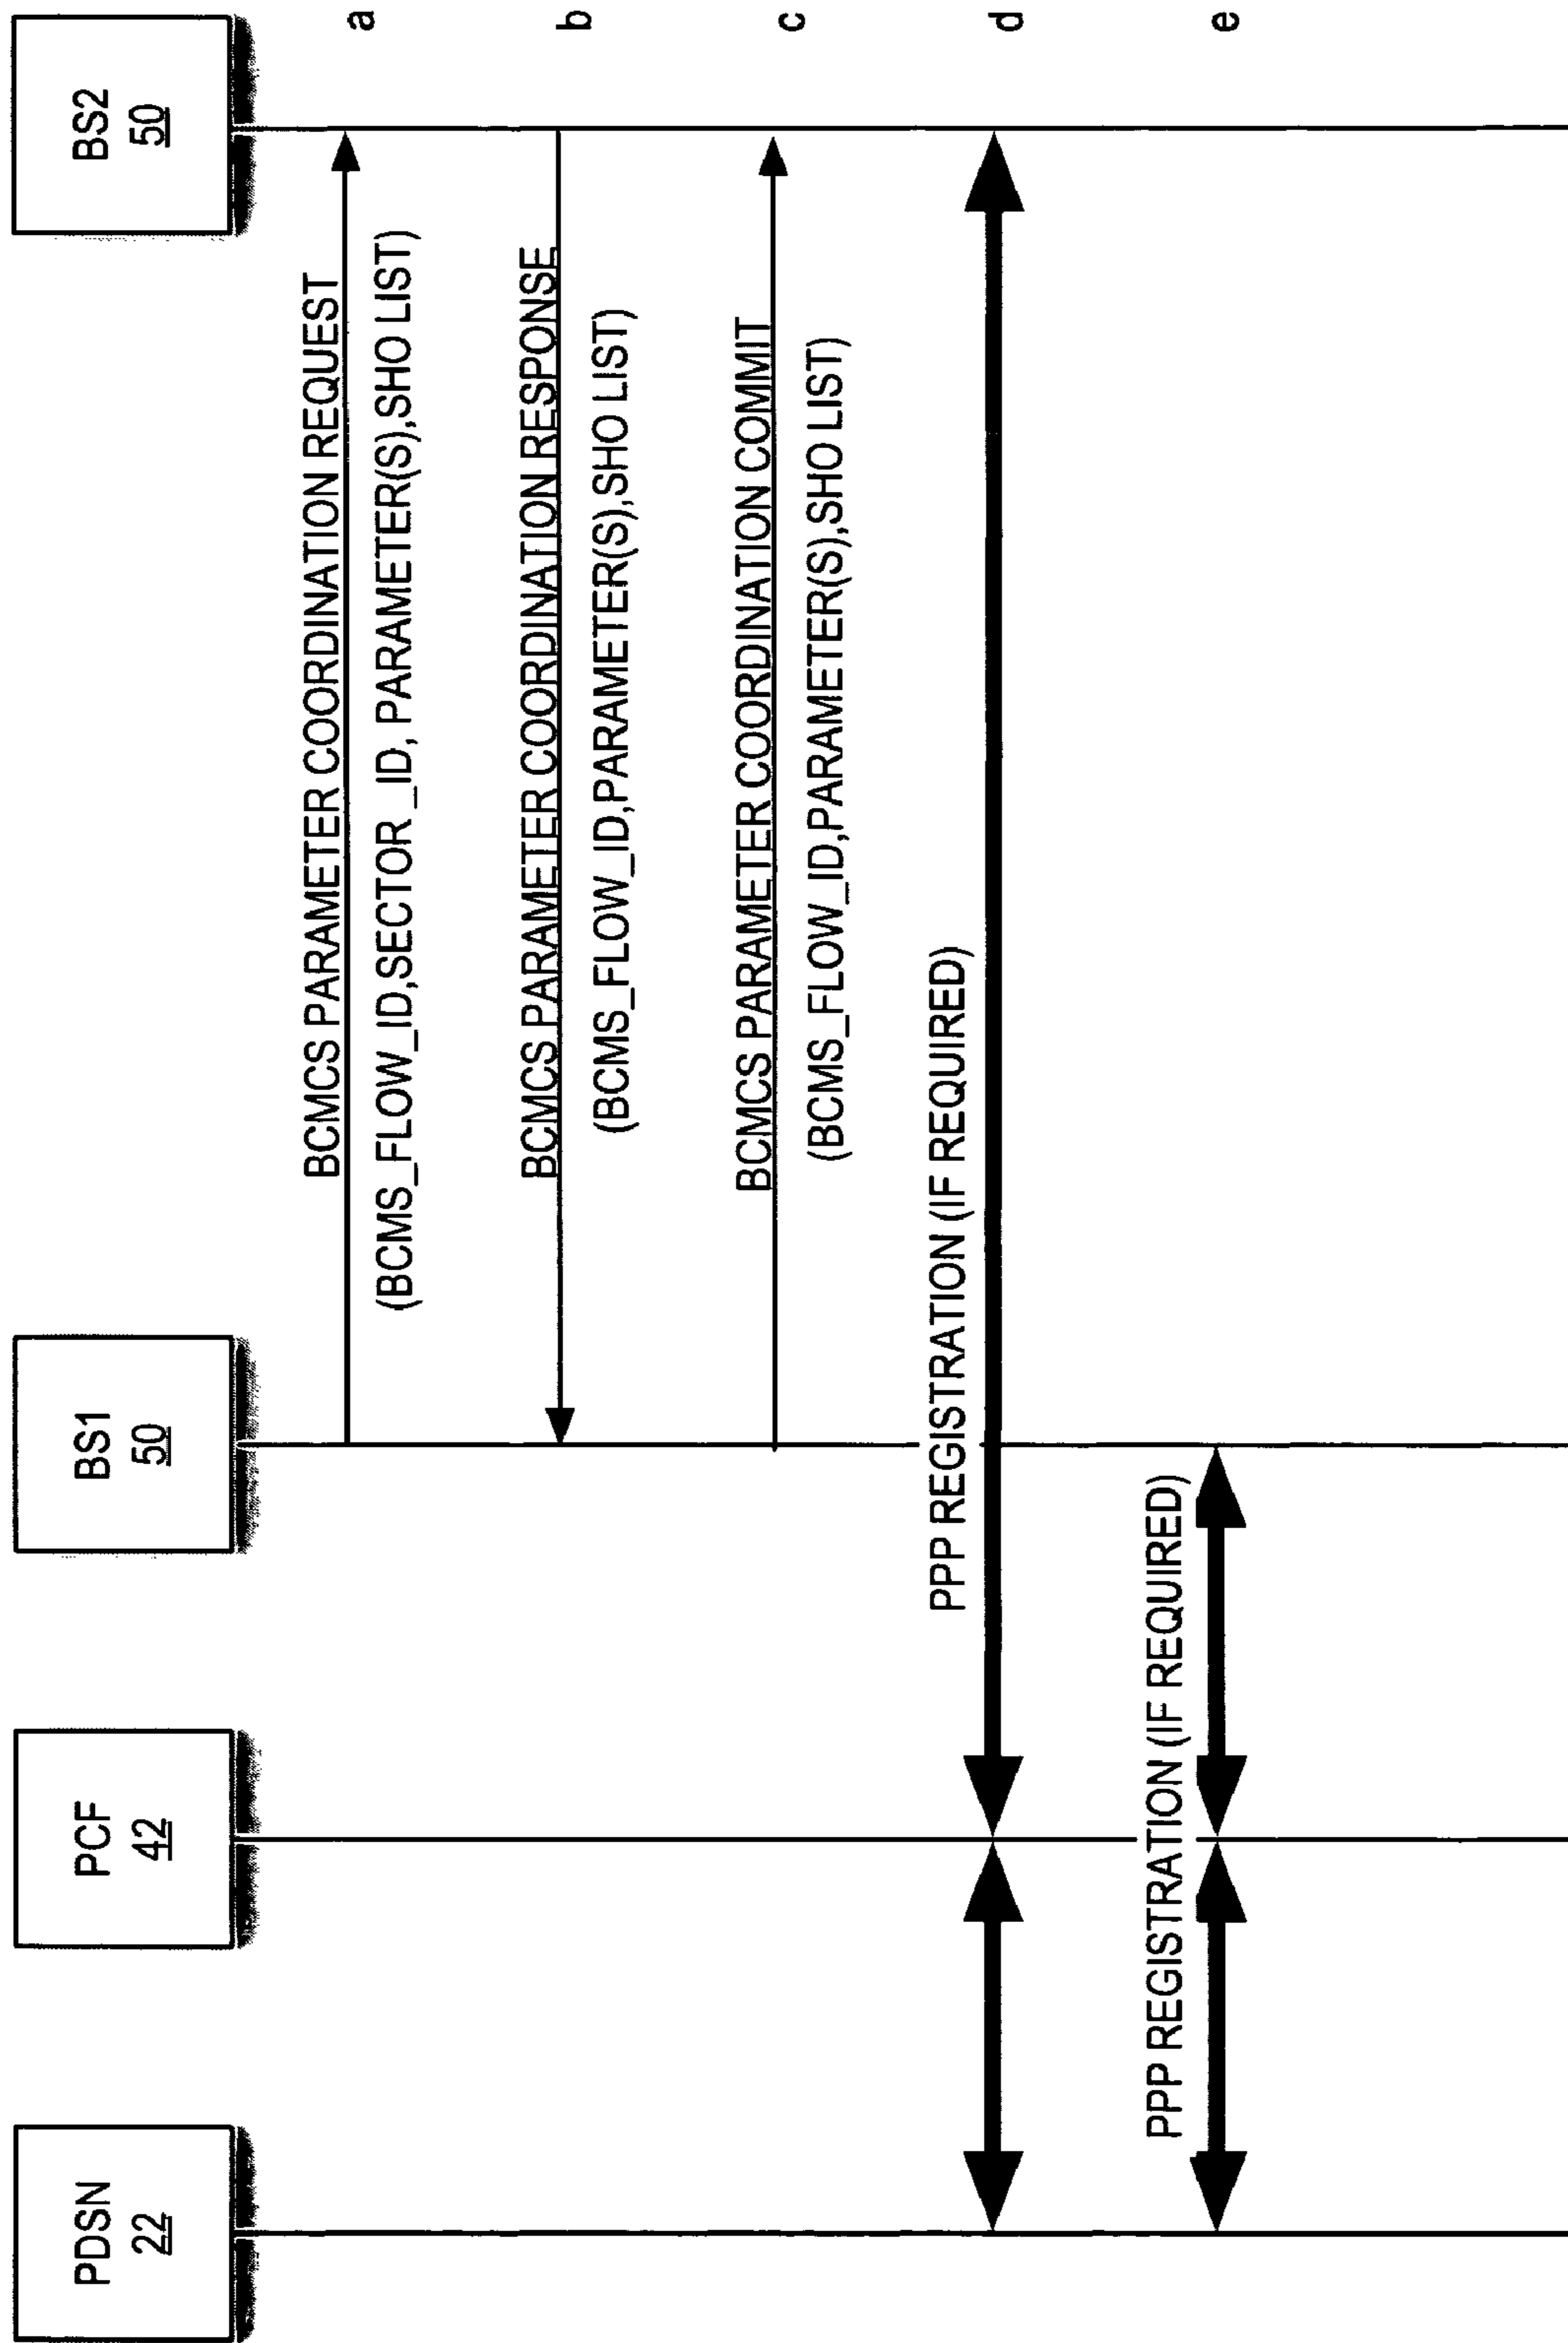 PDSN
22
PCF
42
BS1
50
BS2
50
BCMCS PARAMETER COORDINATION REQUEST
(BCMS_FLOW_ID,SECTOR _ID, PARAMETER(S),SHO LIST)
a
BCMCS PARAMETER COORDINATION RESPONSE
(BCMS_FLOW_ID,PARAMETER(S),SHO LIST)
b
BCMCS PARAMETER COORDINATION COMMIT
(BCMS_FLOW_ID,PARAMETER(S),SHO LIST)
c
PPP REGISTRATION (IF REQUIRED)
d
PPP REGISTRATION (IF REQUIRED)
e